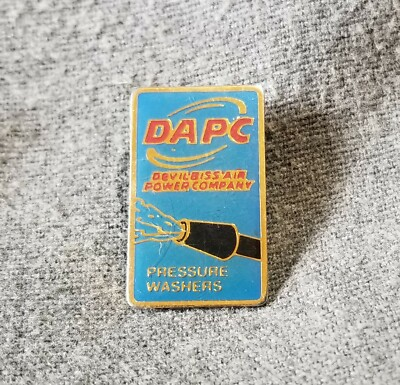 DAPC
DEVILBISS AIR
POWER COMPANY
PRESSURE
WASHERS